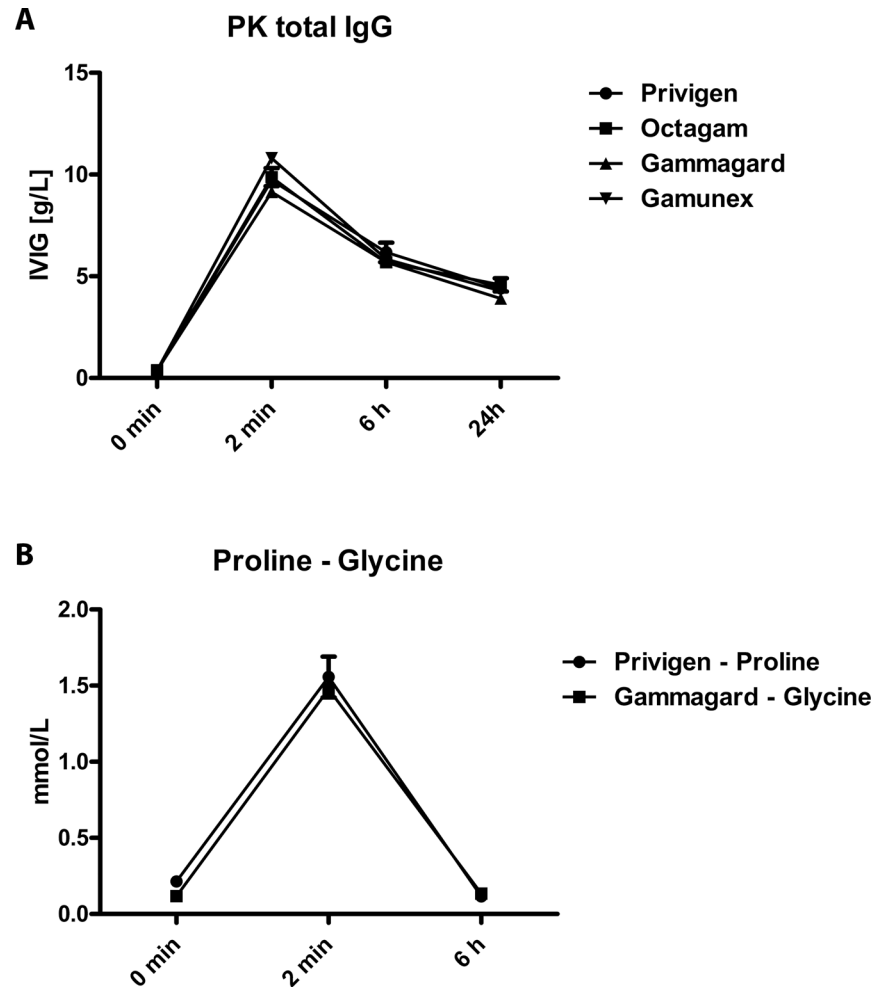 A
PK total IgG
IVIG [g/L]
15
10
5
0
0 min
2 min
6 h
24h
Privigen
Octagam
Gammagard
Gamunex
B
Proline - Glycine
mmol/L
2.0
1.5
1.0
0.5
0.0
0 min
2 min
6 h
Privigen - Proline
Gammagard - Glycine